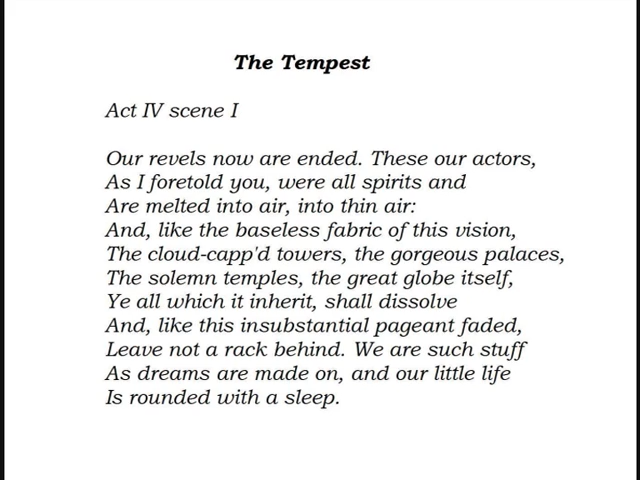 The Tempest
Act IV scene I
Our revels now are ended. These our actors,
As I foretold you, were all spirits and
Are melted into air, into thin air:
And, like the baseless fabric of this vision,
The cloud-capp'd towers, the gorgeous palaces,
The solemn temples, the great globe itself,
Ye all which it inherit, shall dissolve
And, like this insubstantial pageant faded,
Leave not a rack behind. We are such stuff
As dreams are made on, and our little life
Is rounded with a sleep.